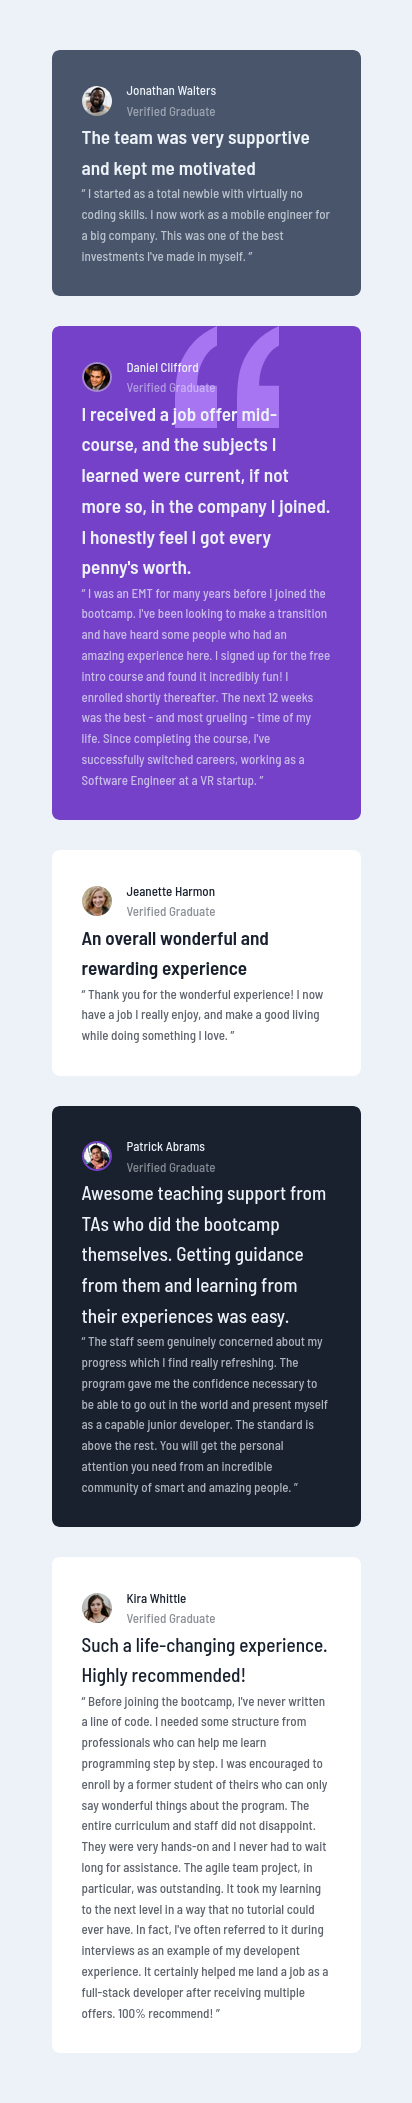 Jonathan Walters
Verified Graduate
The team was very supportive
and kept me motivated
“ I started as a total newbie with virtually no
coding skills. I now work as a mobile engineer for
a big company. This was one of the best
investments I've made in myself. ”
Daniel Clifford
Verified Graduate
I received a job offer mid-
course, and the subjects I
learned were current, if not
more so, in the company I joined.
I honestly feel I got every
penny's worth.
“ I was an EMT for many years before I joined the
bootcamp. I've been looking to make a transition
and have heard some people who had an
amazing experience here. I signed up for the free
intro course and found it incredibly fun! I
enrolled shortly thereafter. The next 12 weeks
was the best - and most grueling - time of my
life. Since completing the course, I've
successfully switched careers, working as a
Software Engineer at a VR startup. ”
Jeanette Harmon
Verified Graduate
An overall wonderful and
rewarding experience
“ Thank you for the wonderful experience! I now
have a job I really enjoy, and make a good living
while doing something I love. ”
Patrick Abrams
Verified Graduate
Awesome teaching support from
TAs who did the bootcamp
themselves. Getting guidance
from them and learning from
their experiences was easy.
“ The staff seem genuinely concerned about my
progress which I find really refreshing. The
program gave me the confidence necessary to
be able to go out in the world and present myself
as a capable junior developer. The standard is
above the rest. You will get the personal
attention you need from an incredible
community of smart and amazing people. ”
Kira Whittle
Verified Graduate
Such a life-changing experience.
Highly recommended!
“ Before joining the bootcamp, I've never written
a line of code. I needed some structure from
professionals who can help me learn
programming step by step. I was encouraged to
enroll by a former student of theirs who can only
say wonderful things about the program. The
entire curriculum and staff did not disappoint.
They were very hands-on and I never had to wait
long for assistance. The agile team project, in
particular, was outstanding. It took my learning
to the next level in a way that no tutorial could
ever have. In fact, I've often referred to it during
interviews as an example of my developent
experience. It certainly helped me land a job as a
full-stack developer after receiving multiple
offers. 100% recommend! ”